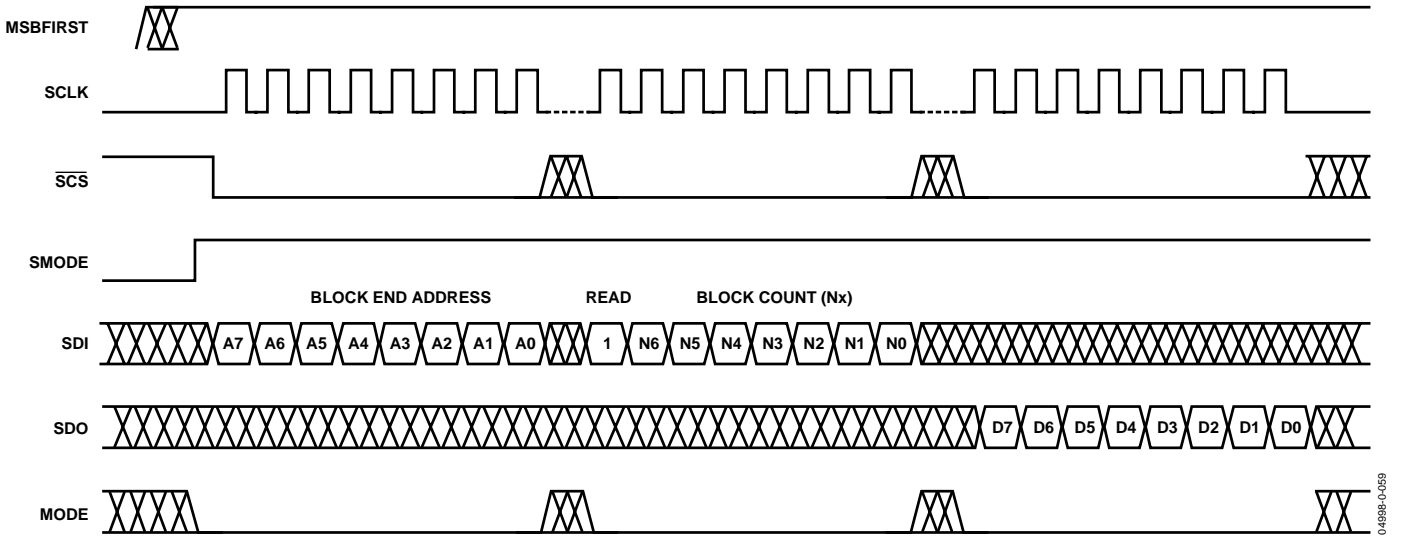 MSBFIRST
SCLK
SCS
SMODE
BLOCK END ADDRESS READ BLOCK COUNT (Nx)
SDI A7 A6 A5 A4 A3 A2 A1 A0 1 N6 N5 N4 N3 N2 N1 N0
SDO D7 D6 D5 D4 D3 D2 D1 D0
MODE
04998-0-059